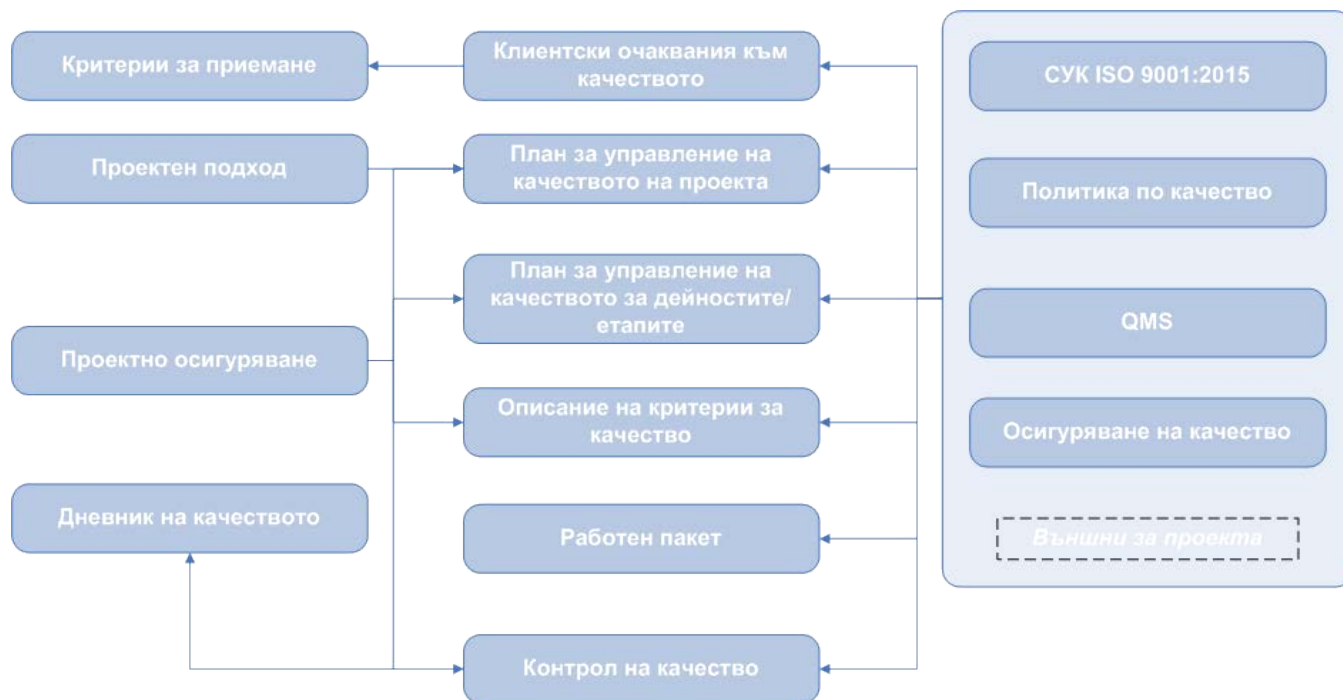 Критерии за приемане
Проектен подход
Проектно осигуряване
Дневник на качеството
Клиентски очаквания към
качеството
План за управление на
качеството на проекта
План за управление на
качеството за дейностите/
етапите
Описание на критерии за
качество
Работен пакет
Контрол на качество
СУК ISO 9001:2015
Политика по качество
QMS
Осигуряване на качество
Външни за проекта